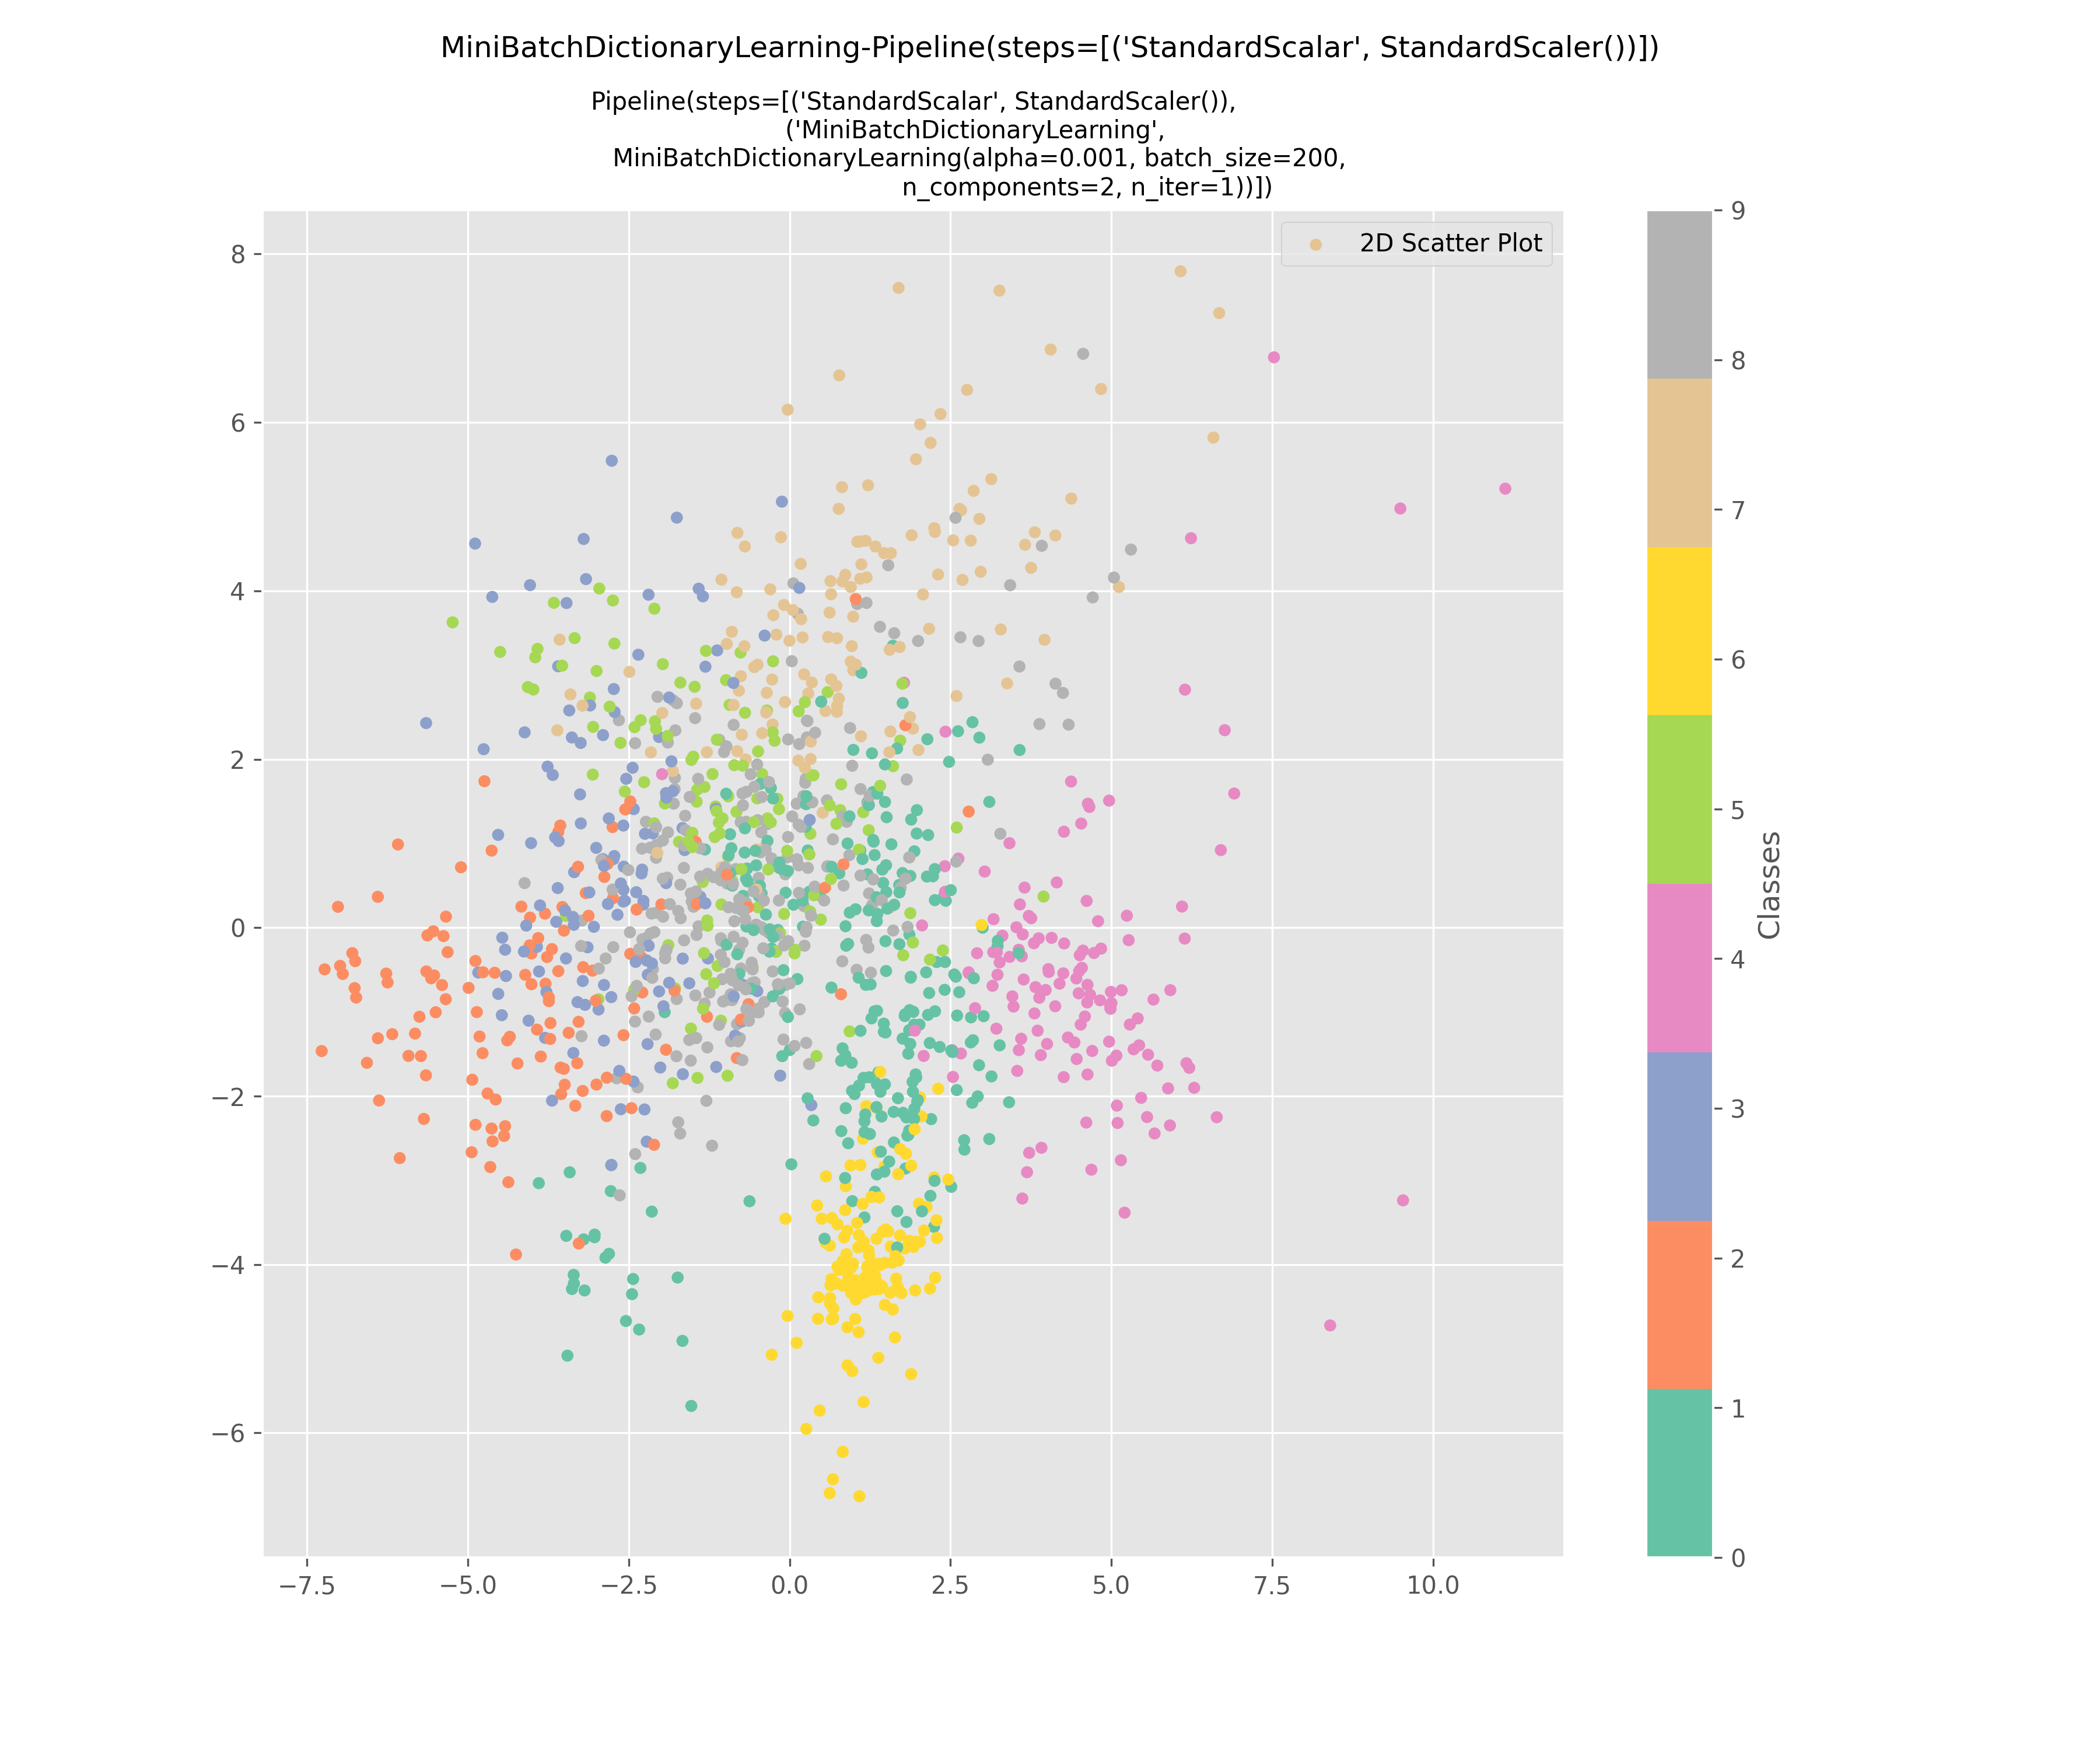 MiniBatchDictionaryLearning-Pipeline(steps=[('StandardScalar', StandardScaler())])
Pipeline(steps=[('StandardScalar', StandardScaler()),
('MiniBatchDictionaryLearning',
MiniBatchDictionaryLearning(alpha=0.001, batch_size=200,
n_components=2, n_iter=1))])
2D Scatter Plot
8
6
4
2
0
−2
−4
−6
−7.5 −5.0 −2.5 0.0 2.5 5.0 7.5 10.0
9
8
7
6
5
4
3
2
1
0
Classes